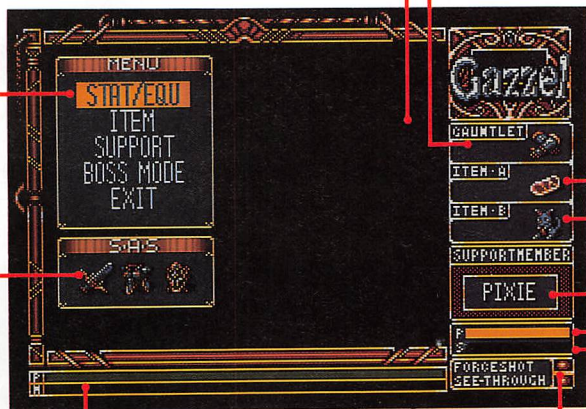 MENU
STAT/EQU
ITEM
SUPPORT
BOSS MODE
EXIT
S·A·S
Gazzel
GAUNTLET
ITEM·A
ITEM·B
SUPPORTMEMBER
PIXIE
P
S
FORCESHOT
SEE-THROUGH
P
M